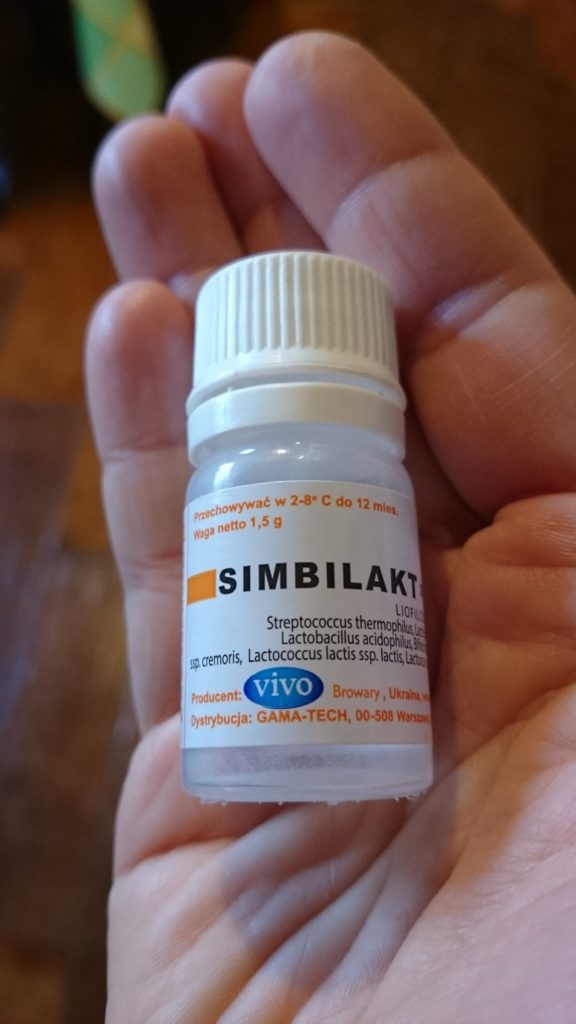 Przechowywać w 2-8° C do 12 mies.
Waga netto 1,5 g
SIMBILAKT
Streptococcus thermophilus,
Lactobacillus acidophilus,
ssp. cremoris, Lactococcus lactis ssp. lactis,
Producent: vivo Browary , Ukraina,
Dystrybucja: GAMA-TECH, 00-508